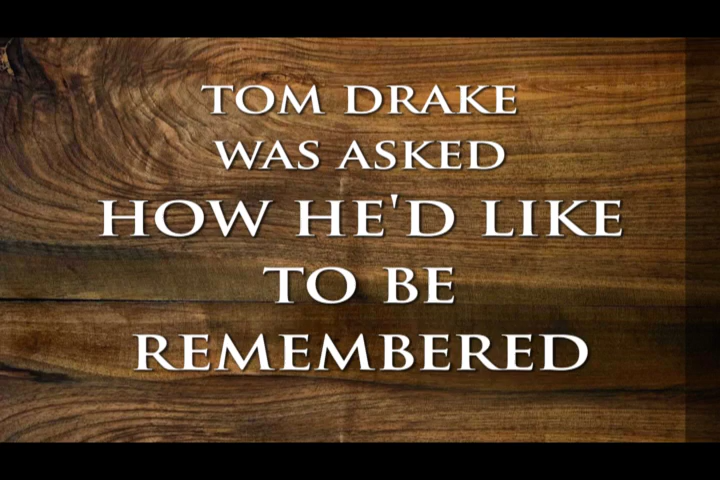 TOM DRAKE
WAS ASKED
HOW HE'D LIKE
TO BE
REMEMBERED